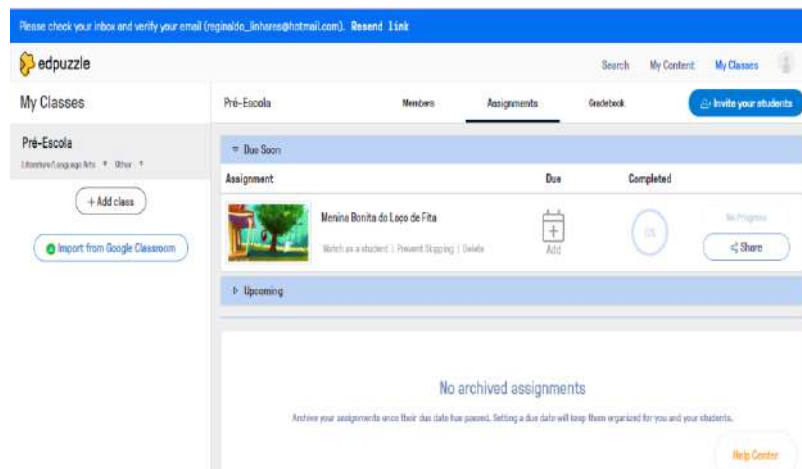 Please check your inbox and verify your email (reginaldo_linhares@hotmail.com). Resend link
edpuzzle
Search My Content My Classes
My Classes
Pré-Escola Members Assignments Gradebook Invite your students
Pré-Escola
Literature/Language Arts Other
+ Add class
Import from Google Classroom
Due Soon
Assignment Due Completed
Menina Bonita do Laço de Fita
Watch as a student | Prevent Skipping | Delete
Add
0%
No Progress
Share
Upcoming
No archived assignments
Archive your assignments once their due date has passed. Setting a due date will keep them organized for you and your students.
Help Center